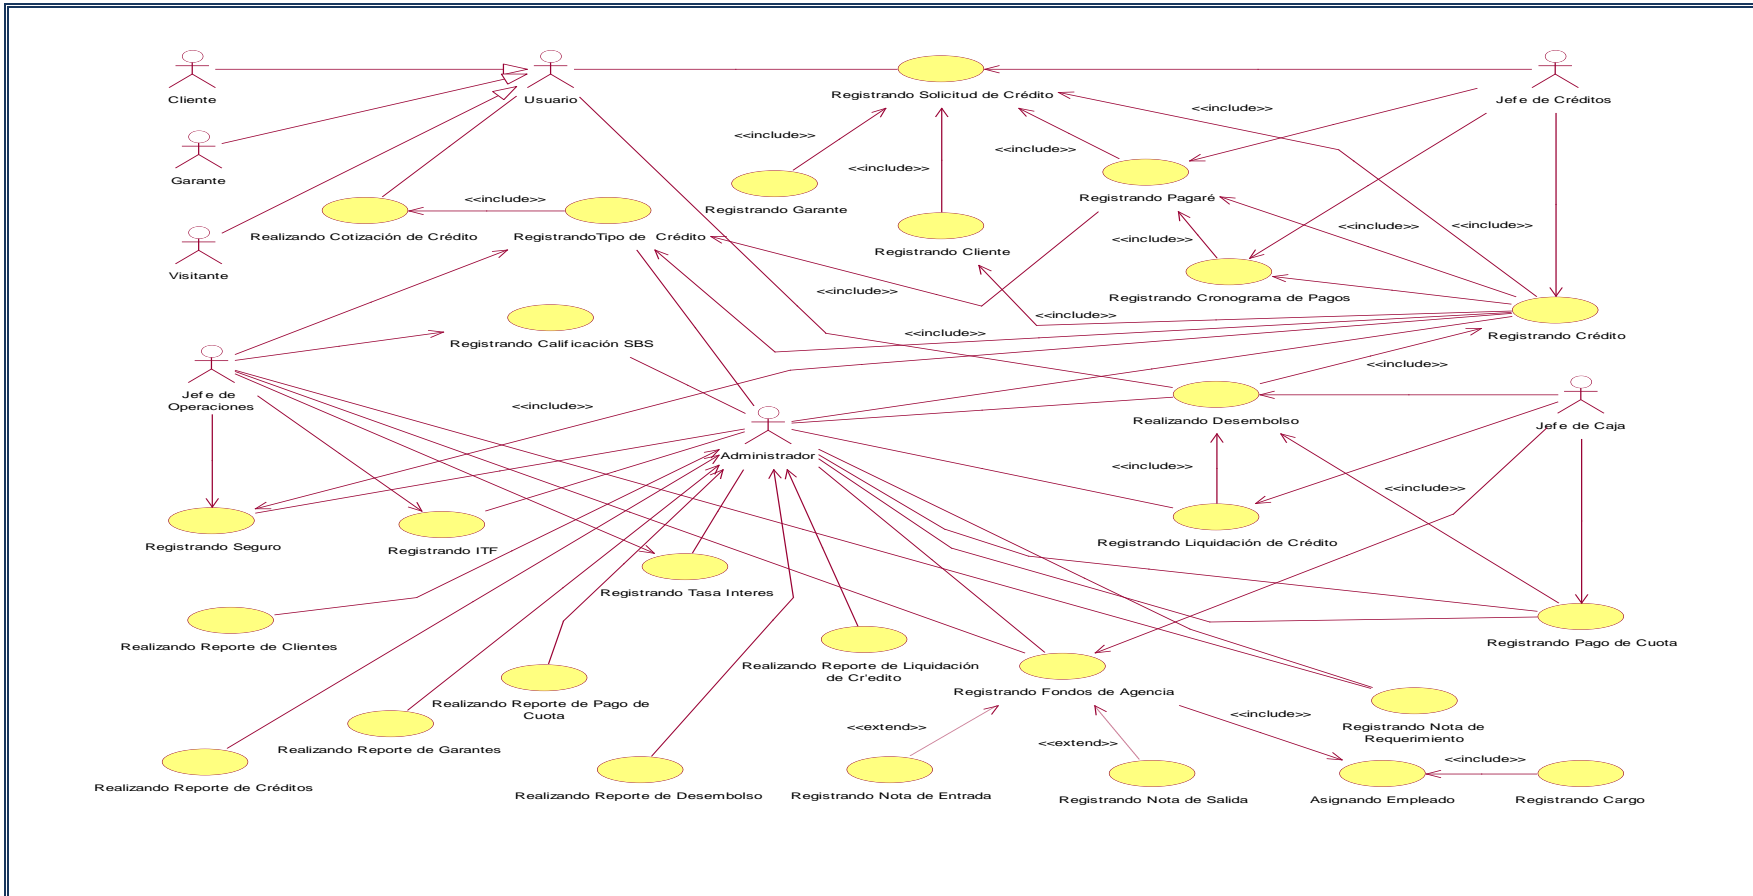 Cliente
Usuario
Registrando Solicitud de Crédito
Jefe de Créditos
<<include>>
<<include>>
<<include>>
<<include>>
Garante
Registrando Garante
Registrando Pagaré
<<include>>
Realizando Cotización de Crédito
RegistrandoTipo de Crédito
<<include>>
<<include>>
<<include>>
Registrando Cliente
Visitante
<<include>>
Registrando Cronograma de Pagos
<<include>>
<<include>>
Registrando Calificación SBS
<<include>>
Registrando Crédito
<<include>>
Jefe de
Operaciones
<<include>>
Realizando Desembolso
Jefe de Caja
Administrador
<<include>>
<<include>>
Registrando Seguro
Registrando ITF
Registrando Liquidación de Crédito
Registrando Tasa Interes
Realizando Reporte de Clientes
Realizando Reporte de Liquidación
de Cr'edito
Registrando Pago de Cuota
Registrando Fondos de Agencia
Realizando Reporte de Pago de
Cuota
<<extend>>
<<include>>
Registrando Nota de
Requerimiento
Realizando Reporte de Garantes
<<extend>>
<<include>>
Realizando Reporte de Créditos
Realizando Reporte de Desembolso
Registrando Nota de Entrada
Registrando Nota de Salida
Asignando Empleado
Registrando Cargo